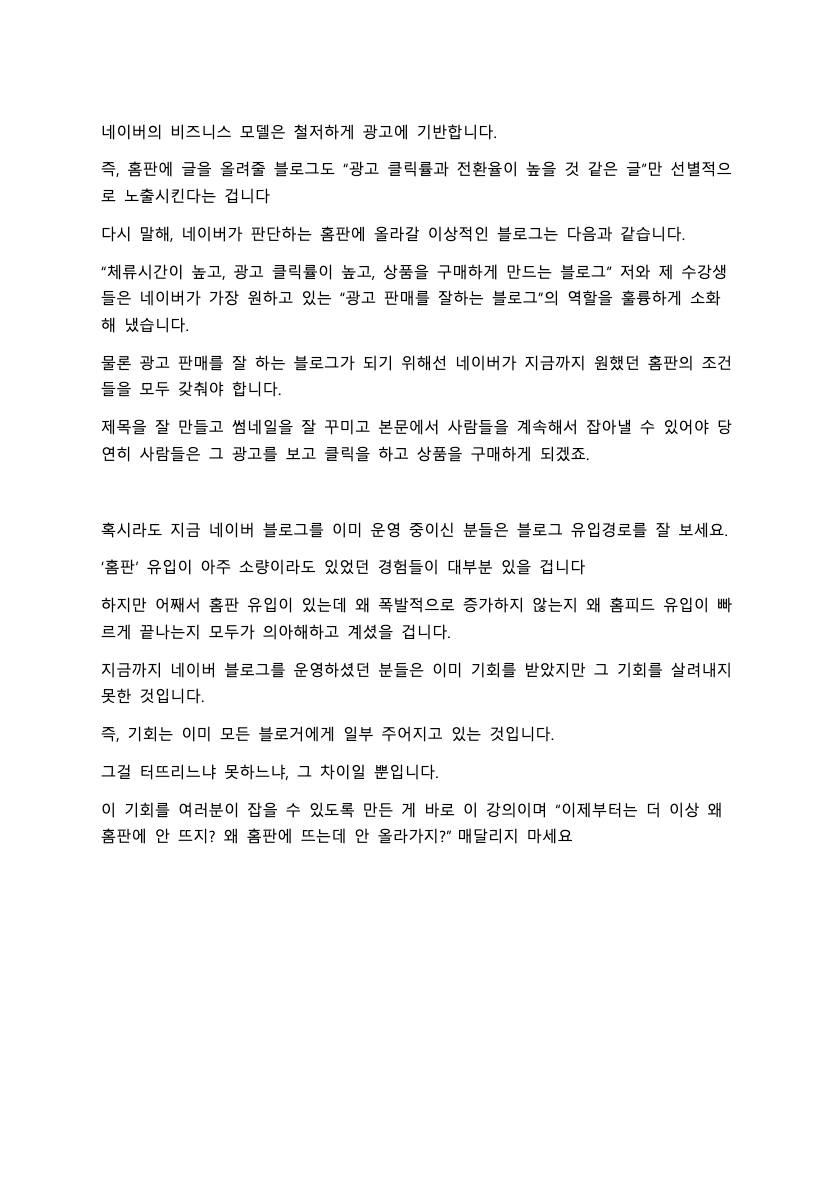 네이버의 비즈니스 모델은 철저하게 광고에 기반합니다.
즉, 홈판에 글을 올려줄 블로그도 “광고 클릭률과 전환율이 높을 것 같은 글”만 선별적으
로 노출시킨다는 겁니다
다시 말해, 네이버가 판단하는 홈판에 올라갈 이상적인 블로그는 다음과 같습니다.
“체류시간이 높고, 광고 클릭률이 높고, 상품을 구매하게 만드는 블로그” 저와 제 수강생
들은 네이버가 가장 원하고 있는 “광고 판매를 잘하는 블로그”의 역할을 훌륭하게 소화
해 냈습니다.
물론 광고 판매를 잘 하는 블로그가 되기 위해선 네이버가 지금까지 원했던 홈판의 조건
들을 모두 갖춰야 합니다.
제목을 잘 만들고 썸네일을 잘 꾸미고 본문에서 사람들을 계속해서 잡아낼 수 있어야 당
연히 사람들은 그 광고를 보고 클릭을 하고 상품을 구매하게 되겠죠.
혹시라도 지금 네이버 블로그를 이미 운영 중이신 분들은 블로그 유입경로를 잘 보세요.
‘홈판’ 유입이 아주 소량이라도 있었던 경험들이 대부분 있을 겁니다
하지만 어째서 홈판 유입이 있는데 왜 폭발적으로 증가하지 않는지 왜 홈피드 유입이 빠
르게 끝나는지 모두가 의아해하고 계셨을 겁니다.
지금까지 네이버 블로그를 운영하셨던 분들은 이미 기회를 받았지만 그 기회를 살려내지
못한 것입니다.
즉, 기회는 이미 모든 블로거에게 일부 주어지고 있는 것입니다.
그걸 터뜨리느냐 못하느냐, 그 차이일 뿐입니다.
이 기회를 여러분이 잡을 수 있도록 만든 게 바로 이 강의이며 “이제부터는 더 이상 왜
홈판에 안 뜨지? 왜 홈판에 뜨는데 안 올라가지?” 매달리지 마세요